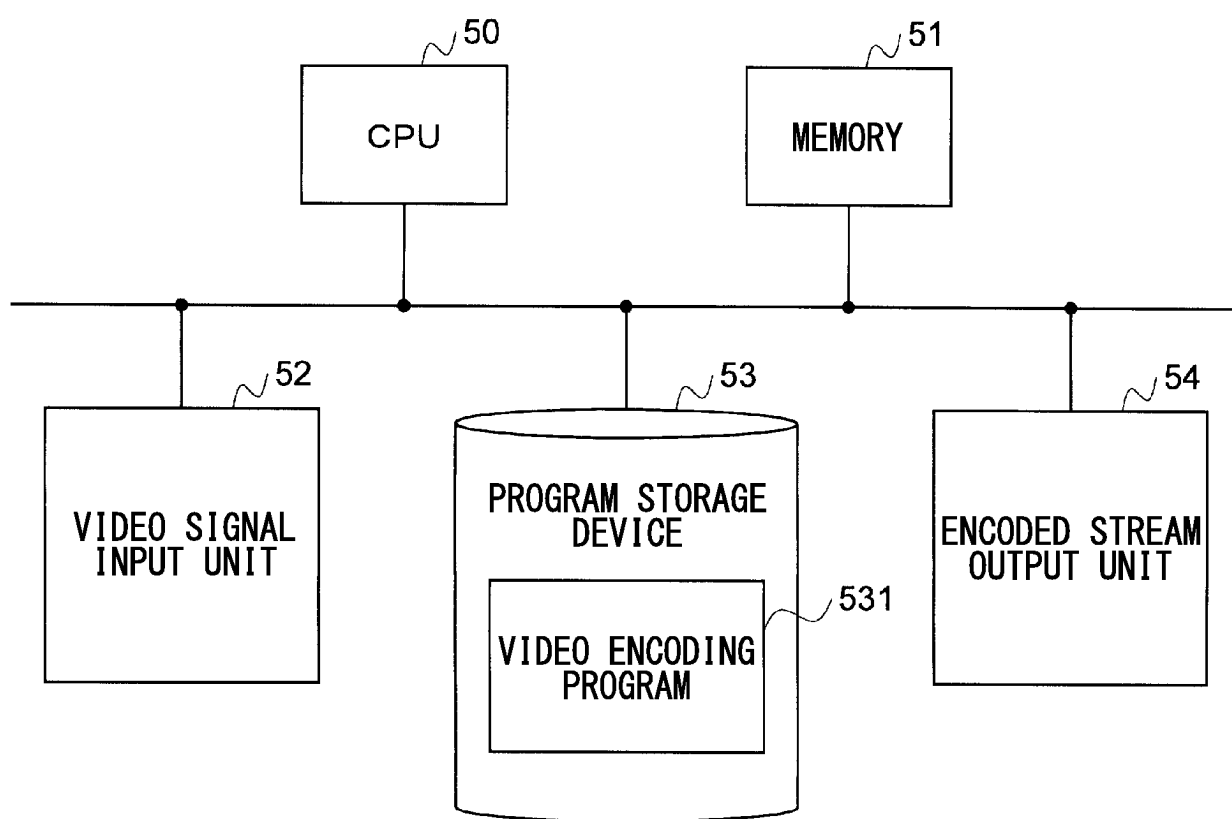 50
CPU
51
MEMORY
52
VIDEO SIGNAL
INPUT UNIT
53
PROGRAM STORAGE
DEVICE
531
VIDEO ENCODING
PROGRAM
54
ENCODED STREAM
OUTPUT UNIT